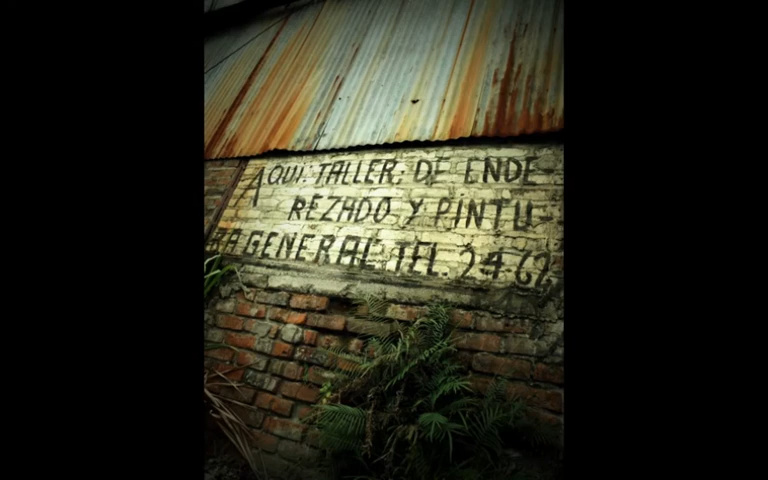 AQUI: TALLER: DE ENDE-
REZADO Y PINTU-
RA GENERAL TEL. 24-62